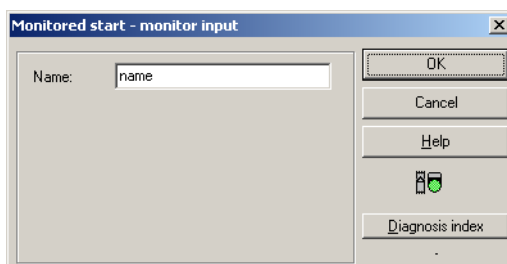 Monitored start - monitor input
Name: name
OK
Cancel
Help
Diagnosis index
-